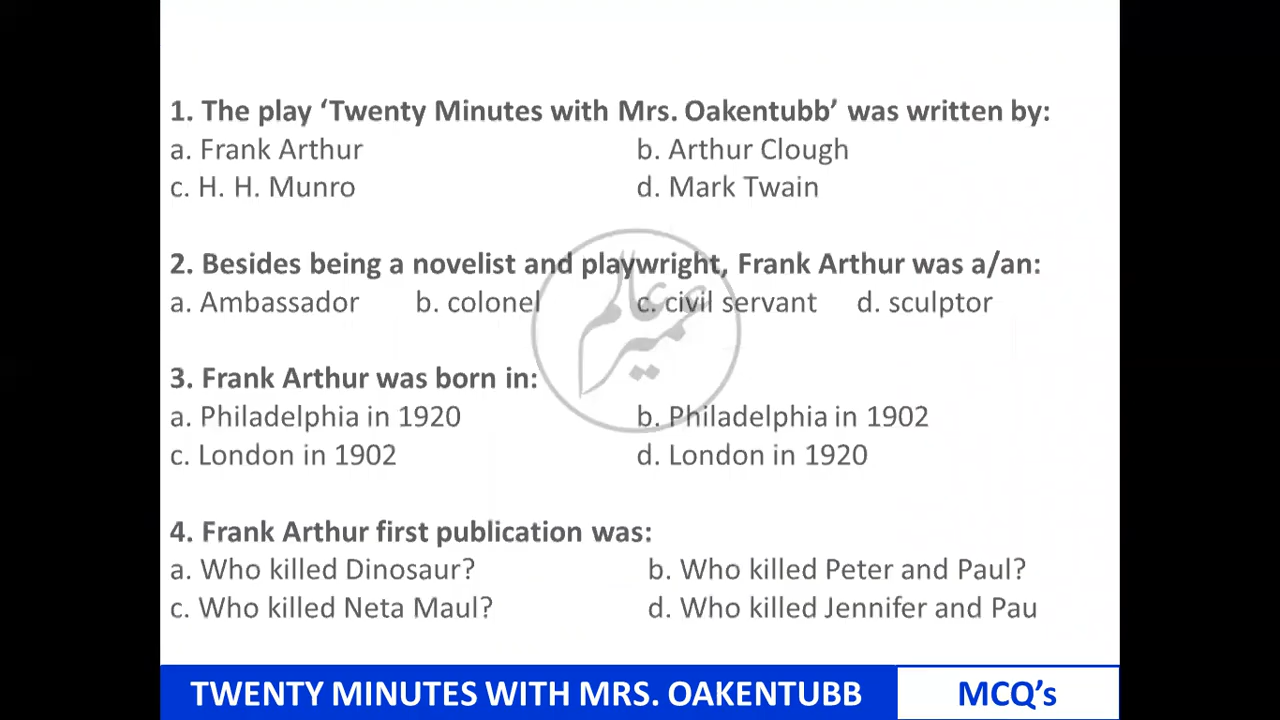 1. The play ‘Twenty Minutes with Mrs. Oakentubb’ was written by:
a. Frank Arthur b. Arthur Clough
c. H. H. Munro d. Mark Twain
2. Besides being a novelist and playwright, Frank Arthur was a/an:
a. Ambassador b. colonel c. civil servant d. sculptor
عمیر عالم
3. Frank Arthur was born in:
a. Philadelphia in 1920 b. Philadelphia in 1902
c. London in 1902 d. London in 1920
4. Frank Arthur first publication was:
a. Who killed Dinosaur? b. Who killed Peter and Paul?
c. Who killed Neta Maul? d. Who killed Jennifer and Pau
TWENTY MINUTES WITH MRS. OAKENTUBB MCQ’s